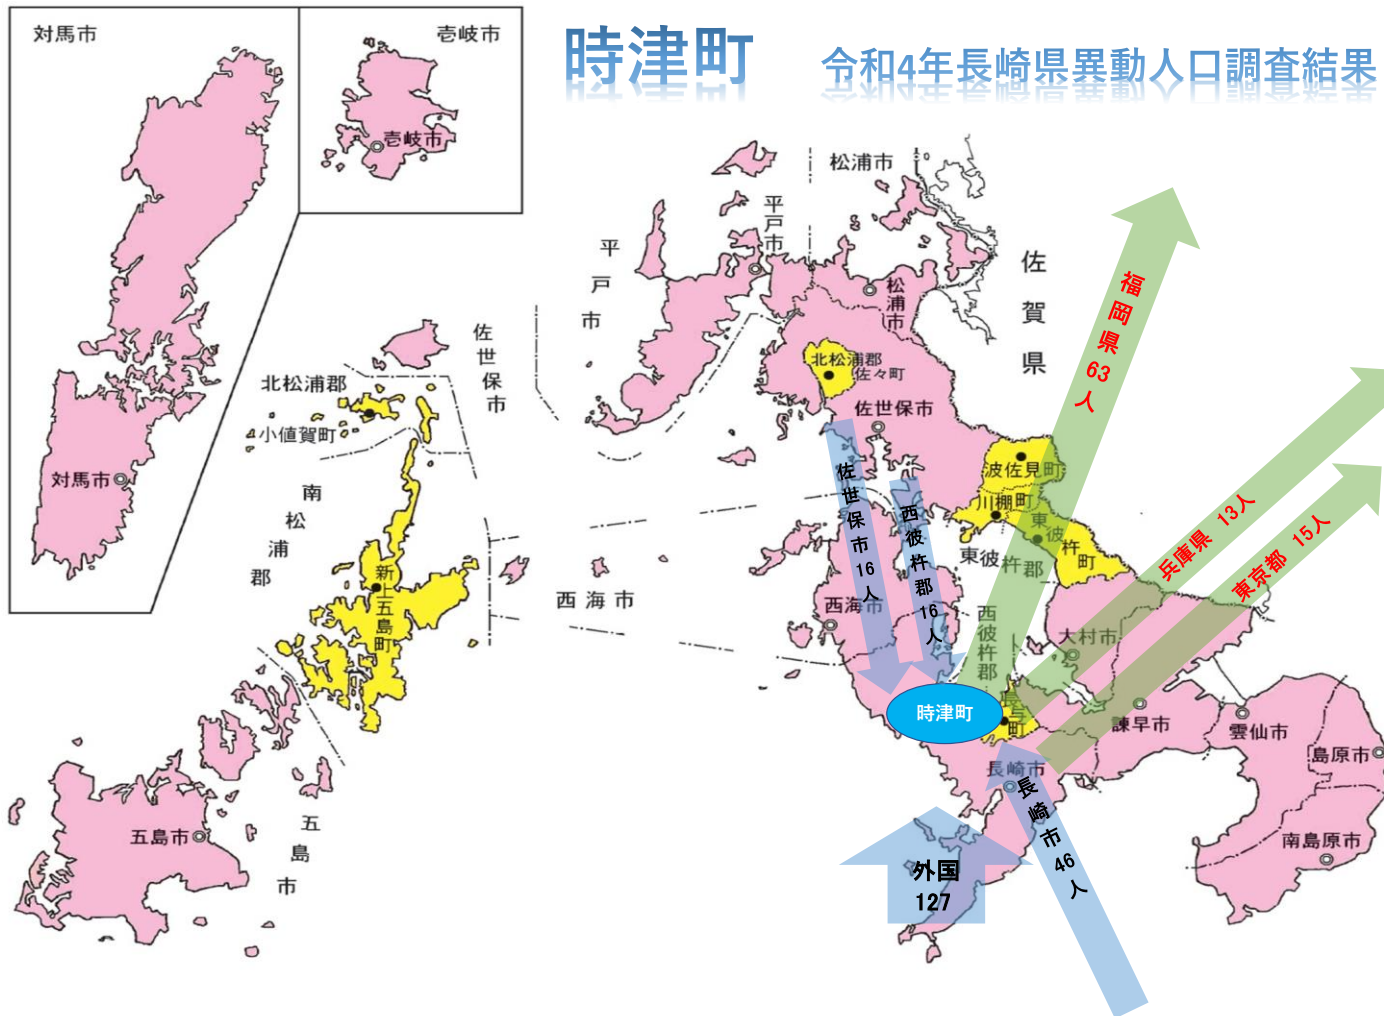 時津町
令和4年長崎県異動人口調査結果
対馬市
壱岐市
壱岐市
対馬市
松浦市
平戸市
平戸市
松浦市
佐賀県
佐世保市
北松浦郡
小値賀町
北松浦郡
佐々町
佐世保市
波佐見町
川棚町
東彼杵町
東彼杵郡
南松浦郡
新上五島町
西海市
西海市
西彼杵郡
大村市
長与町
時津町
諫早市
雲仙市
島原市
南島原市
長崎市
五島市
五島市
福岡県 63人
兵庫県 13人
東京都 15人
佐世保市16人
西彼杵郡16人
長崎市46人
外国
127